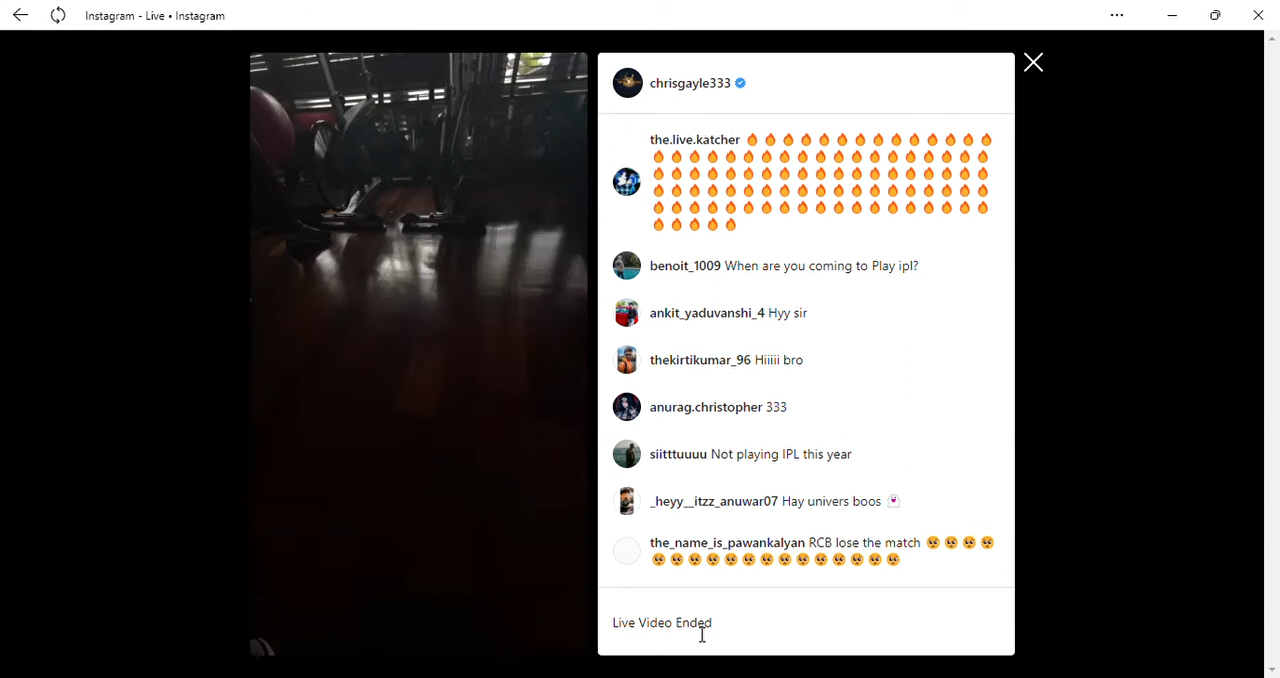 Instagram - Live • Instagram
chrisgayle333
the.live.katcher 🔥🔥🔥🔥🔥🔥🔥🔥🔥🔥🔥🔥🔥🔥
🔥🔥🔥🔥🔥🔥🔥🔥🔥🔥🔥🔥🔥🔥🔥🔥🔥🔥🔥
🔥🔥🔥🔥🔥🔥🔥🔥🔥🔥🔥🔥🔥🔥🔥🔥🔥🔥🔥
🔥🔥🔥🔥🔥🔥🔥🔥🔥🔥🔥🔥🔥🔥🔥🔥🔥🔥🔥
🔥🔥🔥🔥🔥🔥🔥🔥🔥🔥🔥🔥🔥🔥🔥🔥🔥🔥🔥
🔥🔥🔥🔥🔥
benoit_1009 When are you coming to Play ipl?
ankit_yaduvanshi_4 Hyy sir
thekirtikumar_96 Hiiiii bro
anurag.christopher 333
siitttuuuu Not playing IPL this year
_heyy__itzz_anuwar07 Hay univers boos 👻
the_name_is_pawankalyan RCB lose the match 🥺🥺🥺🥺
🥺🥺🥺🥺🥺🥺🥺🥺🥺🥺🥺🥺🥺🥺
Live Video Ended